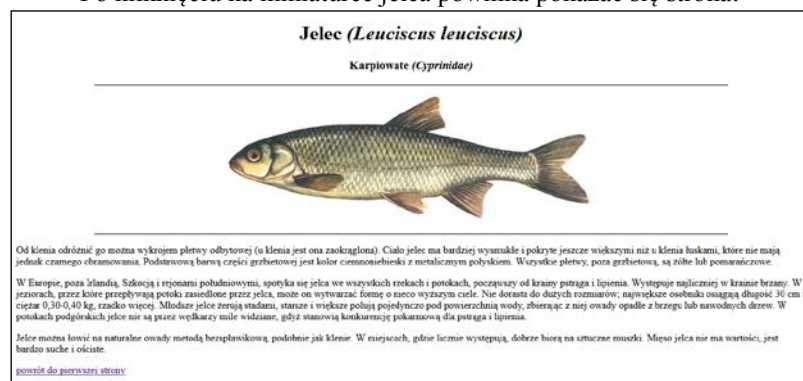 Po kliknięciu na miniaturce jelca powinna pokazać się strona:
Jelec (Leuciscus leuciscus)
Karpiowate (Cyprinidae)
Od klenia odróżnić go można wykrojem płetwy odbytowej (u klenia jest ona zaokrąglona). Ciało jelec ma bardziej wysmukłe i pokryte jeszcze większymi niż u klenia łuskami, które nie mają
jednak czarnego obramowania. Podstawową barwą części grzbietowej jest kolor ciemnoniebieski z metalicznym połyskiem. Wszystkie płetwy, poza grzbietową, są żółte lub pomarańczowe.
W Europie, poza Irlandią, Szkocją i rejonami południowymi, spotyka się jelca we wszystkich rzekach i potokach, począwszy od krainy pstrąga i lipienia. Występuje najliczniej w krainie brzany. W
jeziorach, przez które przepływają potoki zasiedlone przez jelca, może on wytwarzać formę o nieco wyższym ciele. Nie dorasta do dużych rozmiarów; największe osobniki osiągają długość 30 cm i
ciężar 0,30-0,40 kg, rzadko więcej. Młodsze jelce żerują stadami, starsze i większe polują pojedynczo pod powierzchnią wody, zbierając z niej owady opadłe z brzegu lub nawodnych drzew. W
potokach podgórskich jelce nie są przez wędkarzy mile widziane, gdyż stanowią konkurencję pokarmową dla pstrąga i lipienia.
Jelce można łowić na naturalne owady metodą bezspławikową, podobnie jak klenie. W miejscach, gdzie licznie występują, dobrze biorą na sztuczne muszki. Mięso jelca nie ma wartości, jest
bardzo suche i ościste.
powrót do pierwszej strony